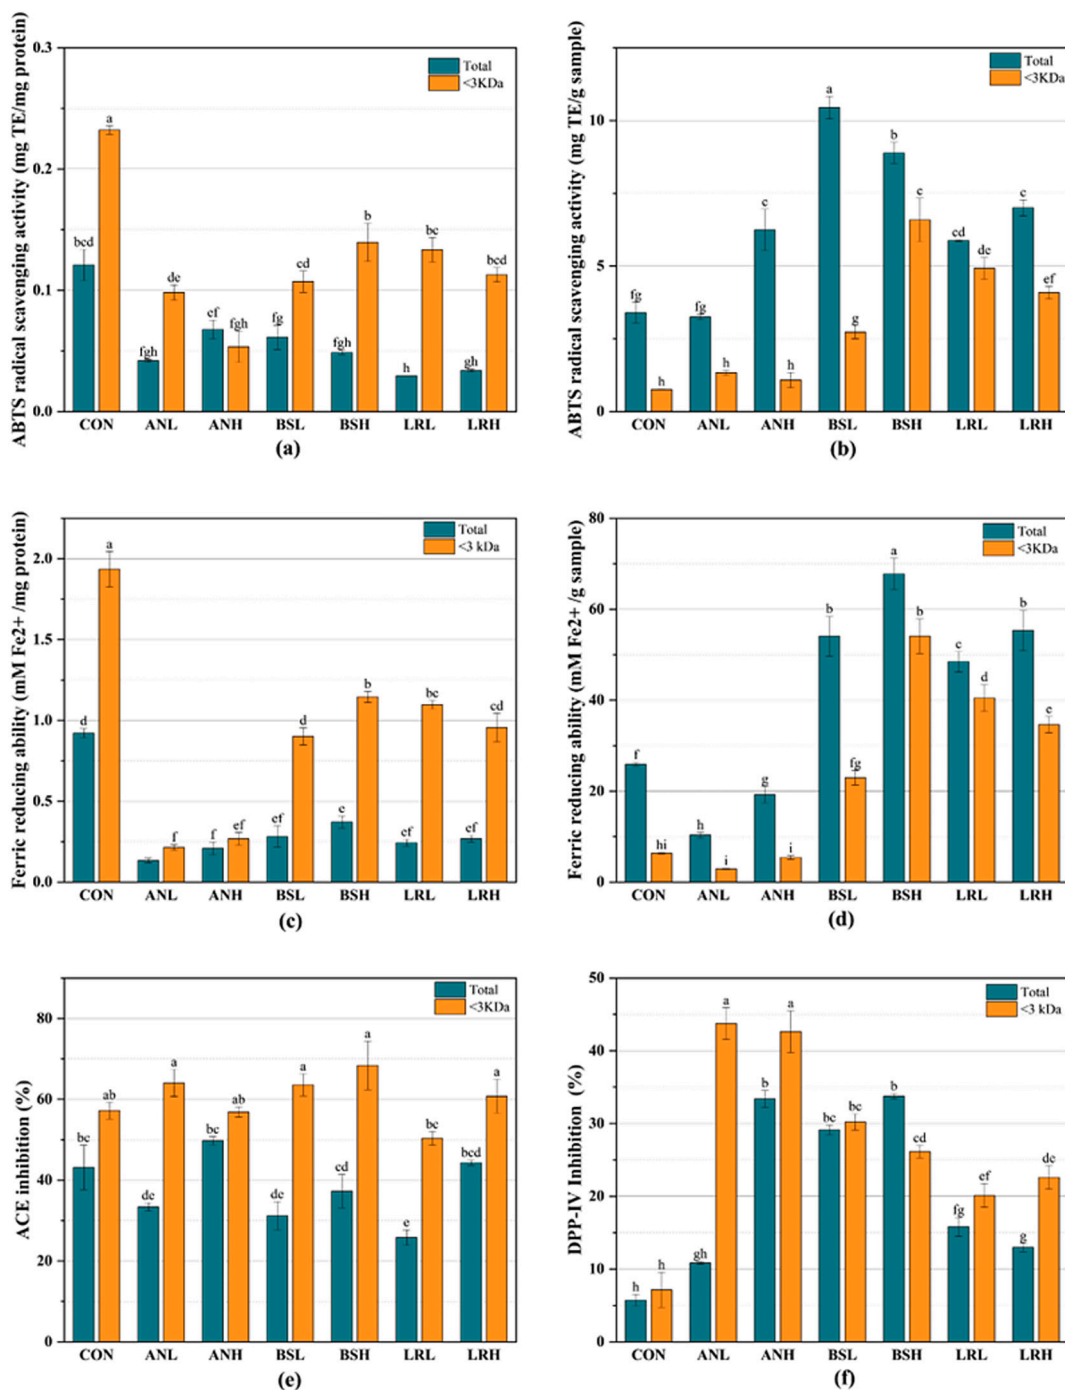 ABTS radical scavenging activity (mg TE/mg protein)
0.3
0.2
0.1
0.0
Total
<3KDa
bcd
a
fgh
de
ef
fgh
fg
cd
fgh
b
h
bc
gh
bcd
CON ANL ANH BSL BSH LRL LRH
(a)
ABTS radical scavenging activity (mg TE/g sample)
10
5
0
Total
<3KDa
fg
h
fg
h
c
h
a
g
b
c
cd
de
c
ef
CON ANL ANH BSL BSH LRL LRH
(b)
Ferric reducing ability (mM Fe2+ /mg protein)
2.0
1.5
1.0
0.5
0.0
Total
<3 kDa
d
a
f
f
ef
ef
d
e
b
ef
bc
ef
cd
CON ANL ANH BSL BSH LRL LRH
(c)
Ferric reducing ability (mM Fe2+ /g sample)
80
60
40
20
0
Total
<3KDa
f
hi
h
i
g
i
b
fg
a
b
c
d
b
e
CON ANL ANH BSL BSH LRL LRH
(d)
ACE inhibition (%)
80
60
40
20
0
Total
<3KDa
bc
ab
de
a
bc
ab
de
a
cd
a
e
bc
bcd
a
CON ANL ANH BSL BSH LRL LRH
(e)
DPP-IV Inhibition (%)
50
40
30
20
10
0
Total
<3 kDa
h
h
gh
a
b
a
bc
bc
b
cd
fg
ef
g
de
CON ANL ANH BSL BSH LRL LRH
(f)